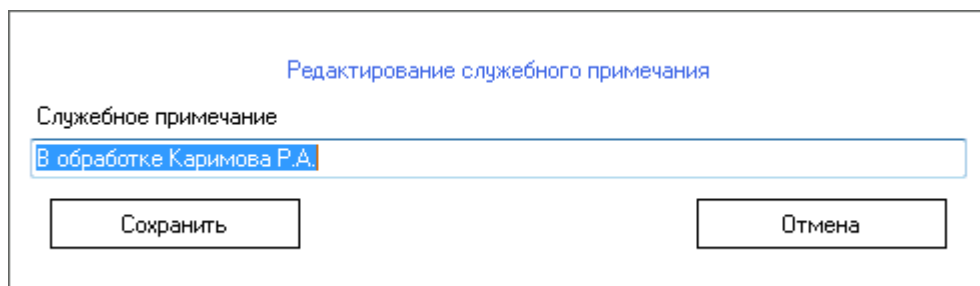 Редактирование служебного примечания
Служебное примечание
В обработке Каримова Р.А.
Сохранить
Отмена